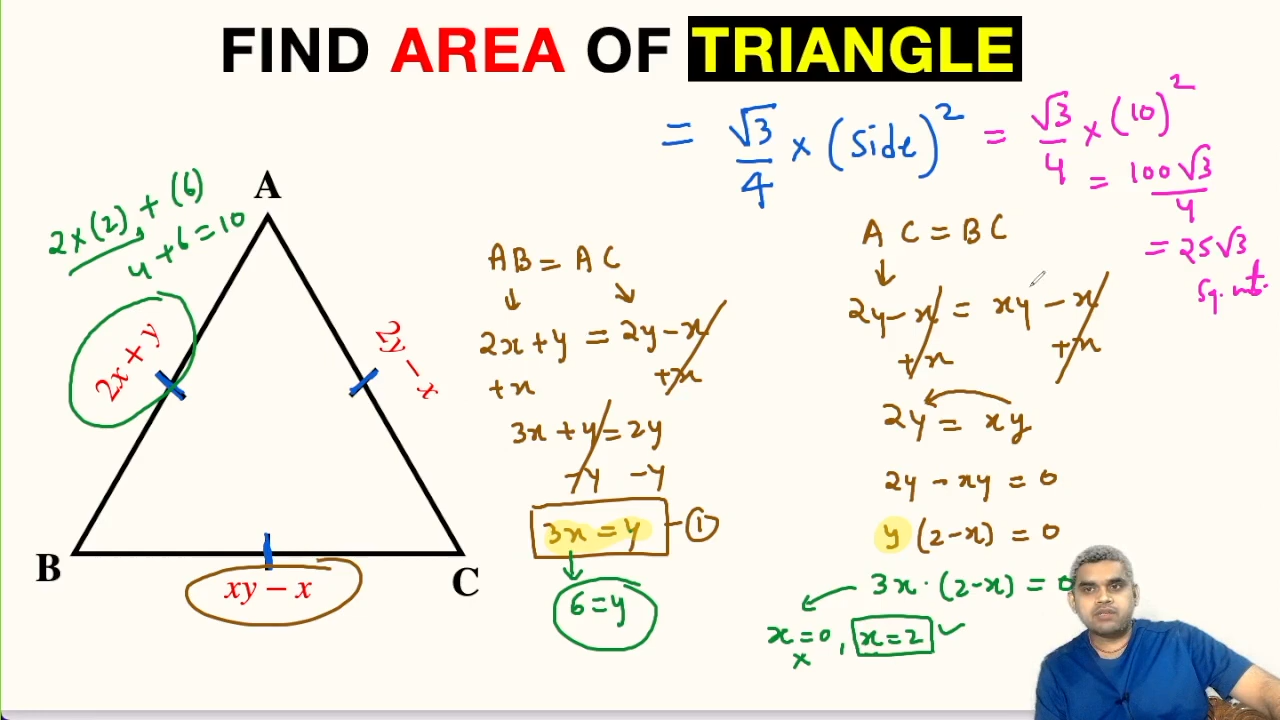 FIND AREA OF TRIANGLE
= √3/4 × (side)² = √3/4 × (10)²
= 100√3/4
= 25√3
Sq. unit.
2x(2) + (6)
4+6=10
A
2x + y
2y – x
B
xy – x
C
AB = AC
2x+y = 2y-x
+x +x
3x+y = 2y
-y -y
3x = y - ①
6 = y
AC = BC
2y-x = xy - x
+x +x
2y = xy
2y - xy = 0
y (2-x) = 0
3x · (2-x) = 0
x=0, x=2 ✓
×